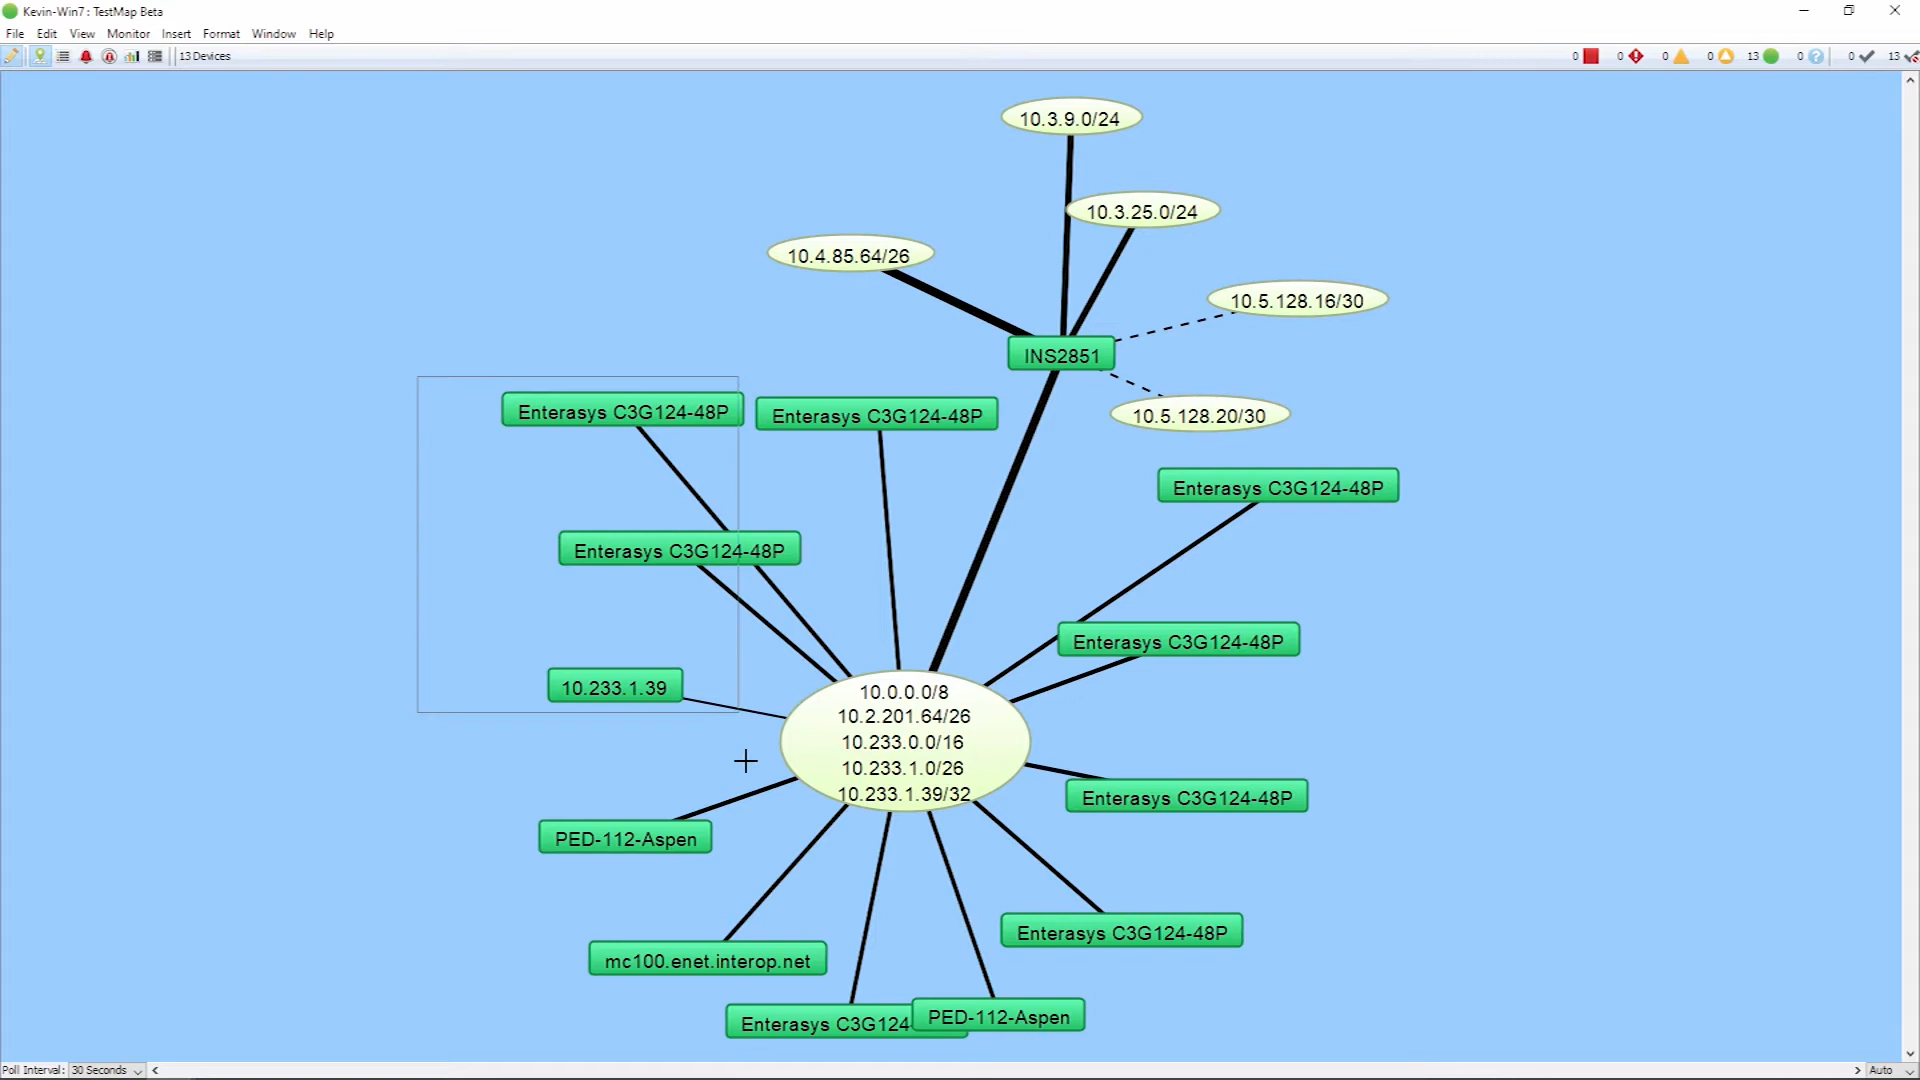 Kevin-Win7 : TestMap Beta
File Edit View Monitor Insert Format Window Help
13 Devices
0 0 0 0 13 0 0 13
10.3.9.0/24
10.3.25.0/24
10.4.85.64/26
10.5.128.16/30
INS2851
10.5.128.20/30
Enterasys C3G124-48P
Enterasys C3G124-48P
Enterasys C3G124-48P
Enterasys C3G124-48P
Enterasys C3G124-48P
10.233.1.39
10.0.0.0/8
10.2.201.64/26
10.233.0.0/16
10.233.1.0/26
10.233.1.39/32
Enterasys C3G124-48P
PED-112-Aspen
Enterasys C3G124-48P
mc100.enet.interop.net
Enterasys C3G124-
PED-112-Aspen
Poll Interval: 30 Seconds
Auto